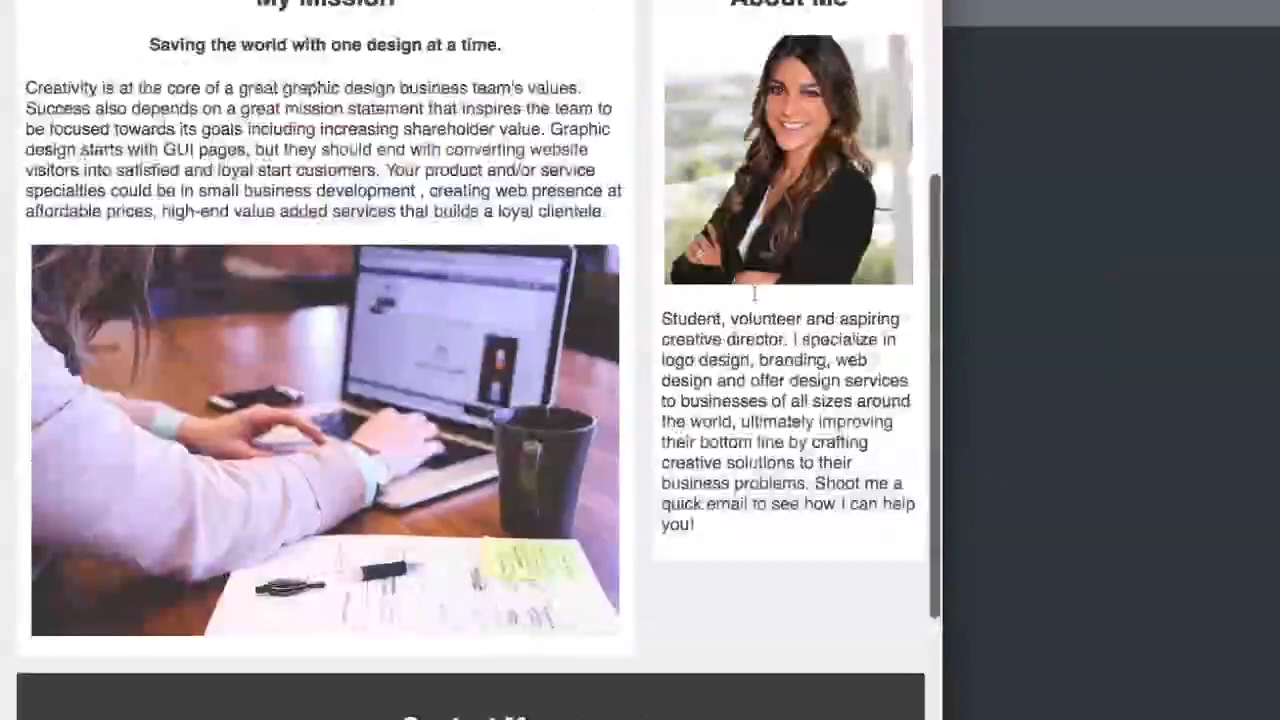 My Mission
Saving the world with one design at a time.
Creativity is at the core of a great graphic design business team's values.
Success also depends on a great mission statement that inspires the team to
be focused towards its goals including increasing shareholder value. Graphic
design starts with GUI pages, but they should end with converting website
visitors into satisfied and loyal start customers. Your product and/or service
specialties could be in small business development , creating web presence at
affordable prices, high-end value added services that builds a loyal clientele.
About Me
Student, volunteer and aspiring
creative director. I specialize in
logo design, branding, web
design and offer design services
to businesses of all sizes around
the world, ultimately improving
their bottom line by crafting
creative solutions to their
business problems. Shoot me a
quick email to see how I can help
you!